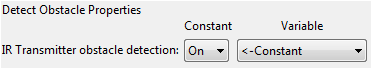 Detect Obstacle Properties
Constant Variable
IR Transmitter obstacle detection: On <-Constant